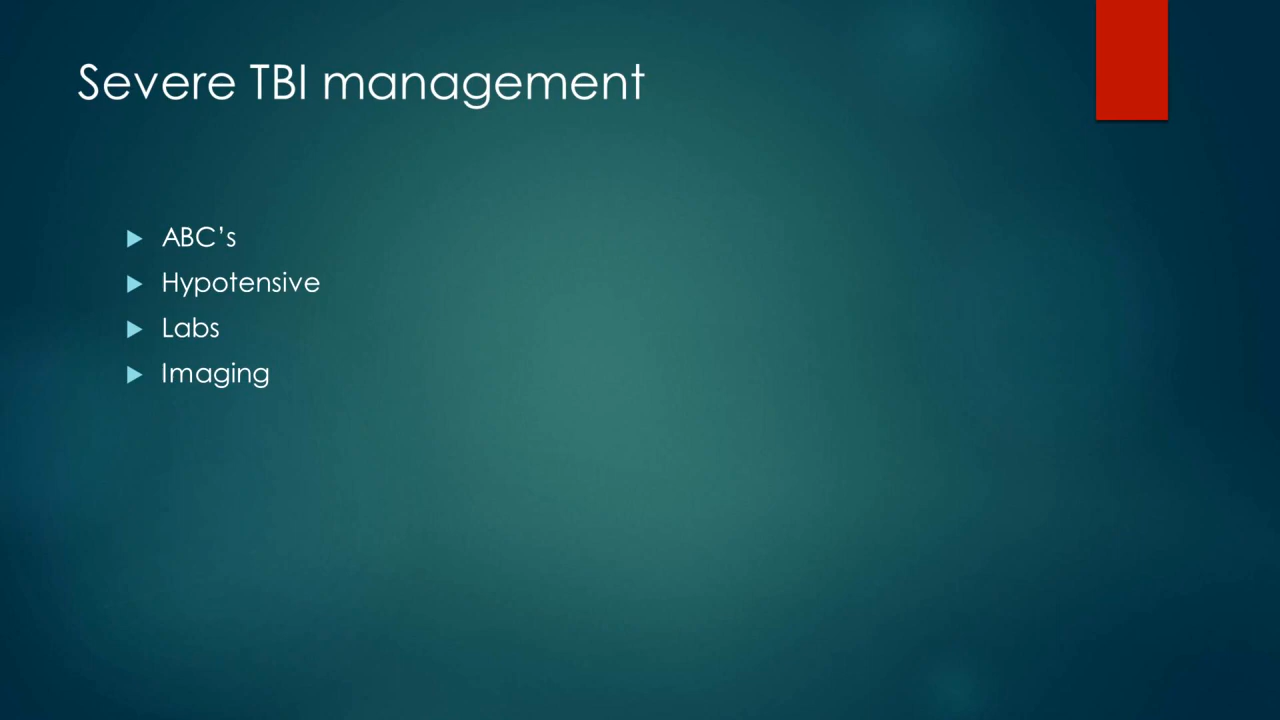 Severe TBI management
ABC’s
Hypotensive
Labs
Imaging